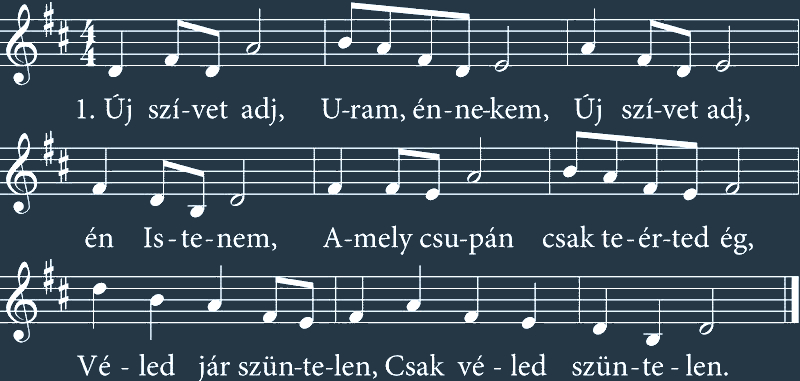 4
4
1. Új szí-vet adj, U-ram, én-ne-kem, Új szí-vet adj,
én Is-te-nem, A-mely csu-pán csak te-ér-ted ég,
Vé-led jár szün-te-len, Csak vé-led szün-te-len.